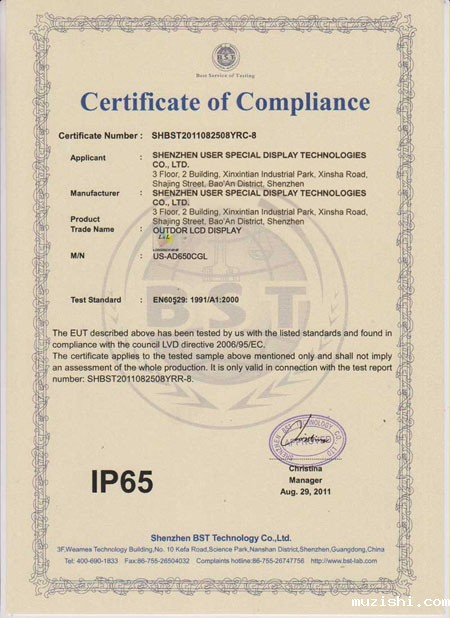 BST
Best Service of Testing
Certificate of Compliance
Certificate Number : SHBST2011082508YRC-8
Applicant : SHENZHEN USER SPECIAL DISPLAY TECHNOLOGIES
CO., LTD.
3 Floor, 2 Building, Xinxintian Industrial Park, Xinsha Road,
Shajing Street, Bao'An District, Shenzhen
Manufacturer : SHENZHEN USER SPECIAL DISPLAY TECHNOLOGIES
CO., LTD.
3 Floor, 2 Building, Xinxintian Industrial Park, Xinsha Road,
Product Shajing Street, Bao'An District, Shenzhen
Trade Name : OUTDOR LCD DISPLAY
M/N : US-AD650CGL
BST
Test Standard : EN60529: 1991/A1:2000
The EUT described above has been tested by us with the listed standards and found in
compliance with the council LVD directive 2006/95/EC.
The certificate applies to the tested sample above mentioned only and shall not imply
an assessment of the whole production. It is only valid in connection with the test report
number: SHBST2011082508YRR-8.
SHENZHEN BST TECHNOLOGY CO., LTD.
APPROVED
IP65
Christina
Manager
Aug. 29, 2011
Shenzhen BST Technology Co.,Ltd.
3F,Weames Technology Building,No. 10 Kefa Road,Science Park,Nanshan District,Shenzhen,Guangdong,China
Tel: 400-690-1833 Fax:86-755-26504032 Complaints hotline:86-755-26747756 http://www.bst-lab.com
muzishi.com